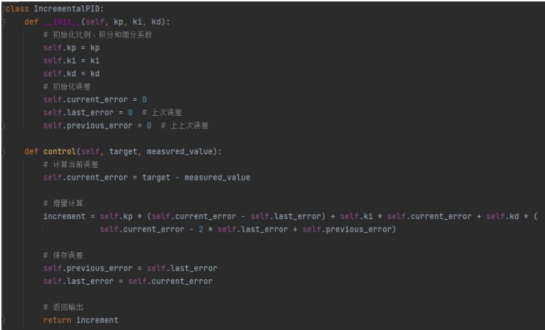 class IncrementalPID:
    def __init__(self, kp, ki, kd):
        # 初始化比例、积分和微分系数
        self.kp = kp
        self.ki = ki
        self.kd = kd
        # 初始化误差
        self.current_error = 0
        self.last_error = 0  # 上次误差
        self.previous_error = 0  # 上上次误差

    def control(self, target, measured_value):
        # 计算当前误差
        self.current_error = target - measured_value

        # 增量计算
        increment = self.kp * (self.current_error - self.last_error) + self.ki * self.current_error + self.kd * (
                self.current_error - 2 * self.last_error + self.previous_error)

        # 保存误差
        self.previous_error = self.last_error
        self.last_error = self.current_error

        # 返回输出
        return increment